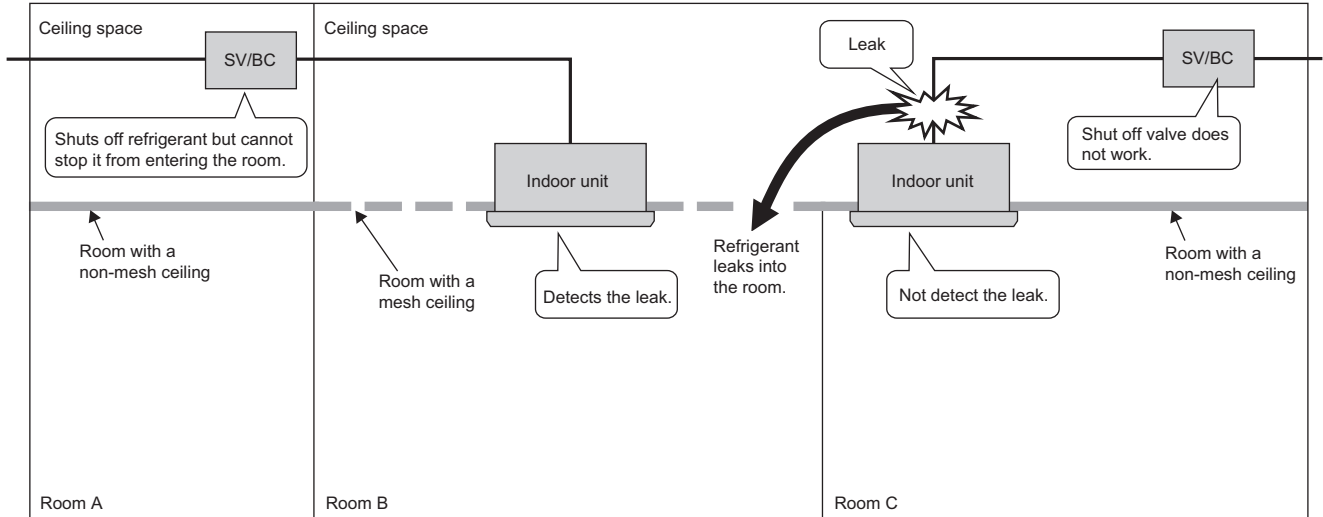 Ceiling space
SV/BC
Shuts off refrigerant but cannot
stop it from entering the room.
Room with a
non-mesh ceiling
Room A
Ceiling space
Indoor unit
Room with a
mesh ceiling
Detects the leak.
Room B
Leak
Refrigerant
leaks into
the room.
SV/BC
Shut off valve does
not work.
Indoor unit
Not detect the leak.
Room with a
non-mesh ceiling
Room C